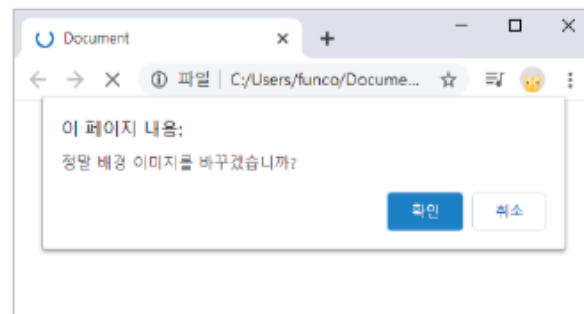 Document
파일 | C:/Users/funco/Docume...
이 페이지 내용:
정말 배경 이미지를 바꾸겠습니까?
확인 취소